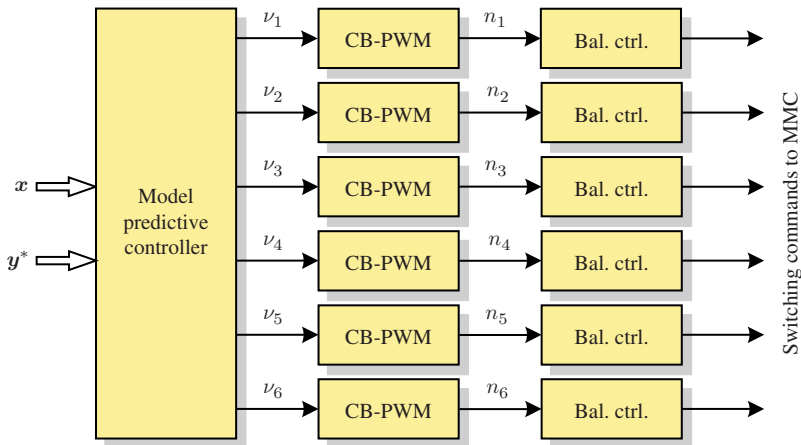 ν₁ CB-PWM n₁ Bal. ctrl.
ν₂ CB-PWM n₂ Bal. ctrl.
ν₃ CB-PWM n₃ Bal. ctrl.
x
Model
predictive
controller
y*
ν₄ CB-PWM n₄ Bal. ctrl.
ν₅ CB-PWM n₅ Bal. ctrl.
ν₆ CB-PWM n₆ Bal. ctrl.
Switching commands to MMC